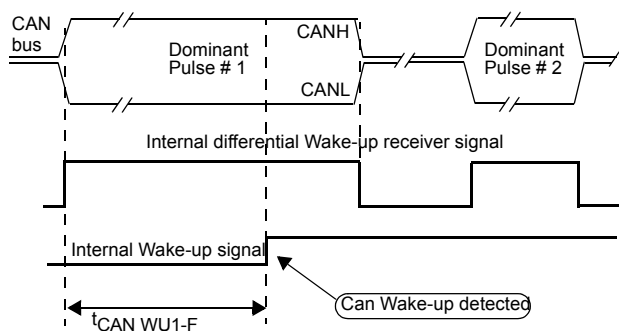 CAN
bus
Dominant
Pulse # 1
CANH
CANL
Dominant
Pulse # 2
Internal differential Wake-up receiver signal
Internal Wake-up signal
Can Wake-up detected
tCAN WU1-F